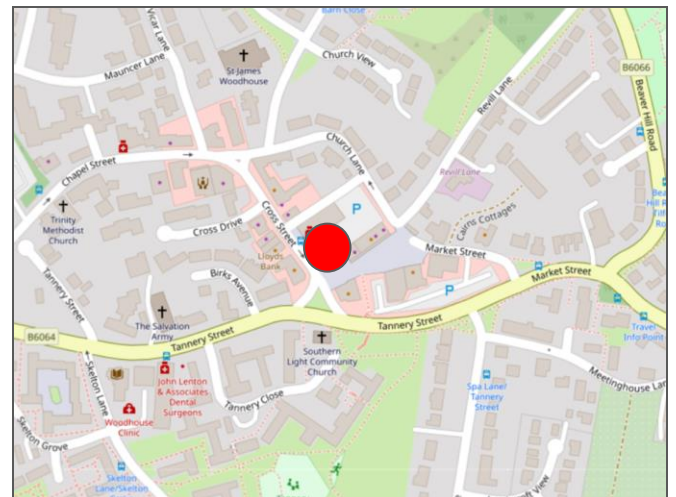 Barn Close
Vicar Lane
Church View
St James
Woodhouse
Mauncer Lane
B6066
Beaver Hill Road
Revill Lane
Church Lane
Chapel Street
Revill Lane
P
Cairns Cottages
Trinity
Methodist
Church
Cross Drive
Cross Street
Lloyds
Bank
Market Street
Market Street
Birks Avenue
P
Tannery Street
The Salvation
Army
Tannery Street
Tannery Street
B6064
Southern
Light Community
Church
Travel
Info Point
Skelton Lane
John Lenton
& Associates
Dental
Surgeons
Tannery Close
Spa Lane/
Tannery
Street
Meetinghouse Lan
Woodhouse
Clinic
Skelton Grove
Skelton
Lane/Skelton